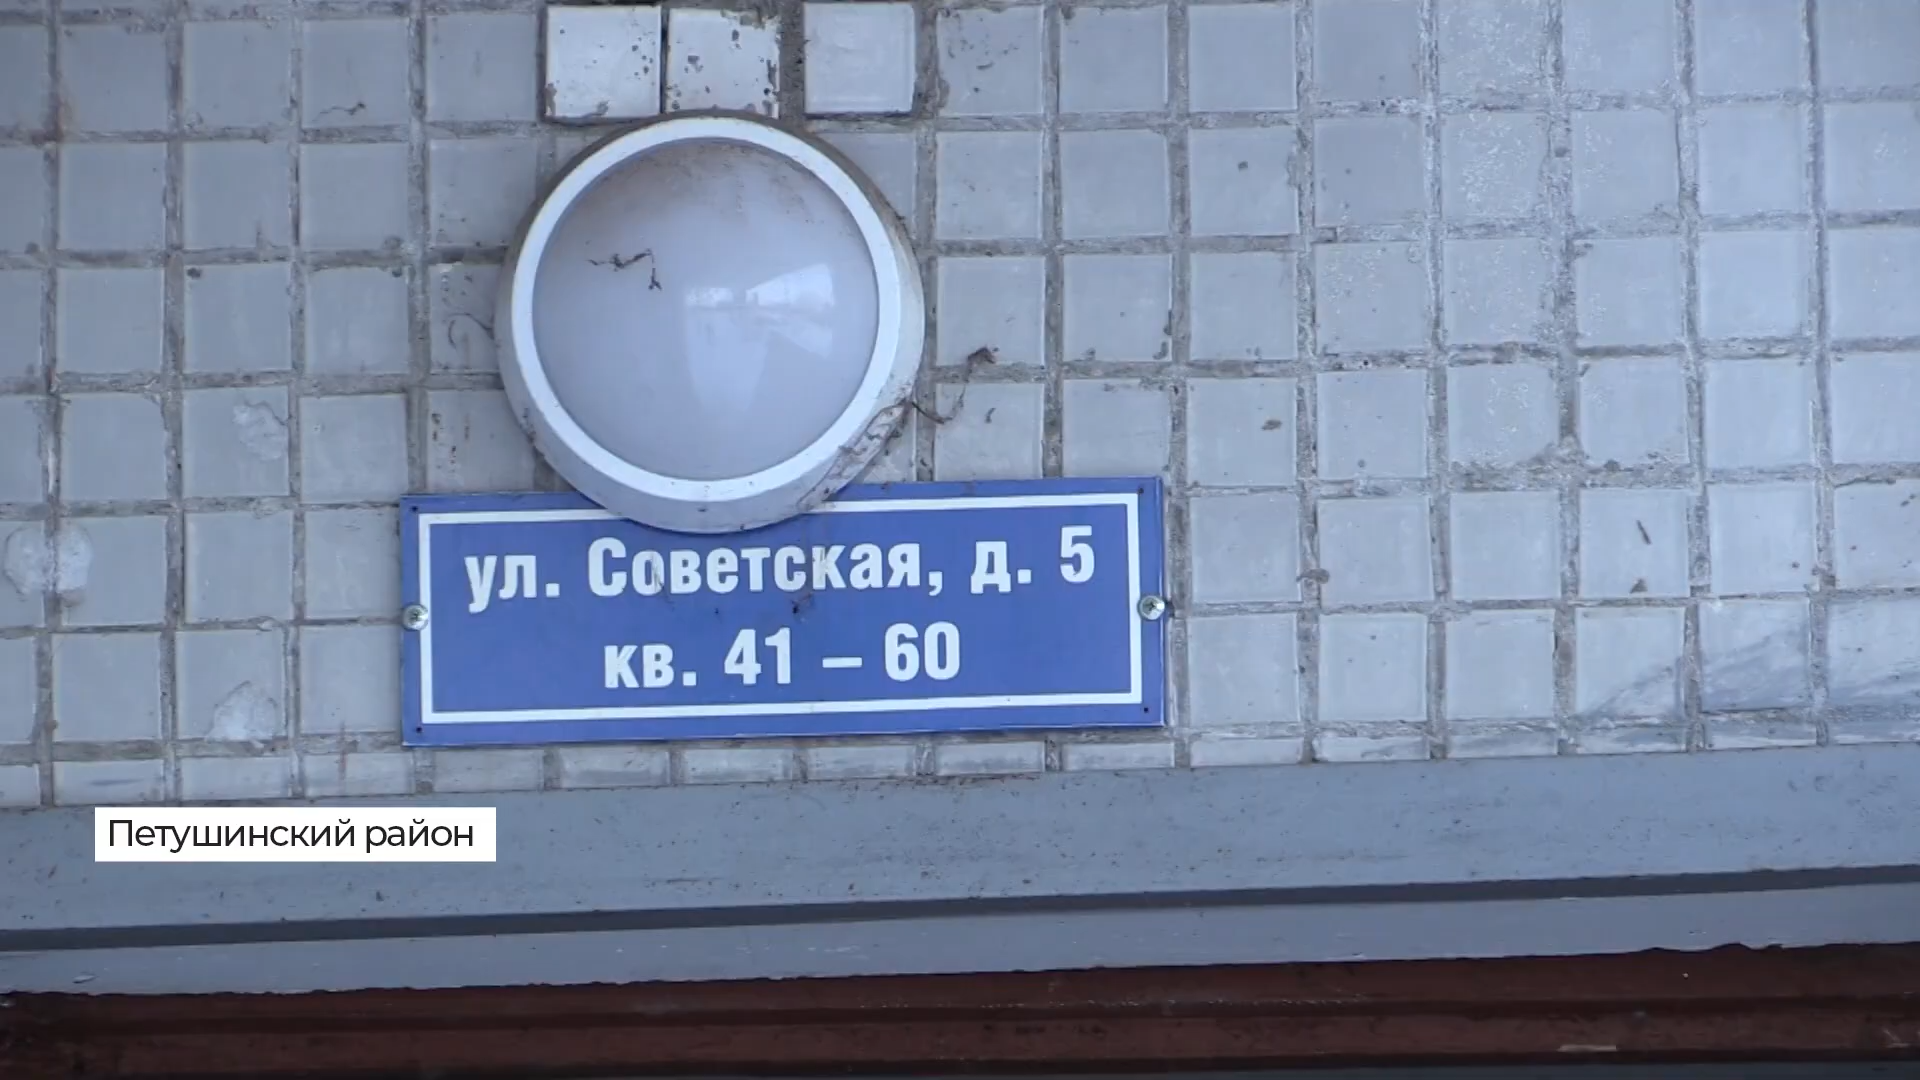 ул. Советская, д. 5
кв. 41 – 60
Петушинский район